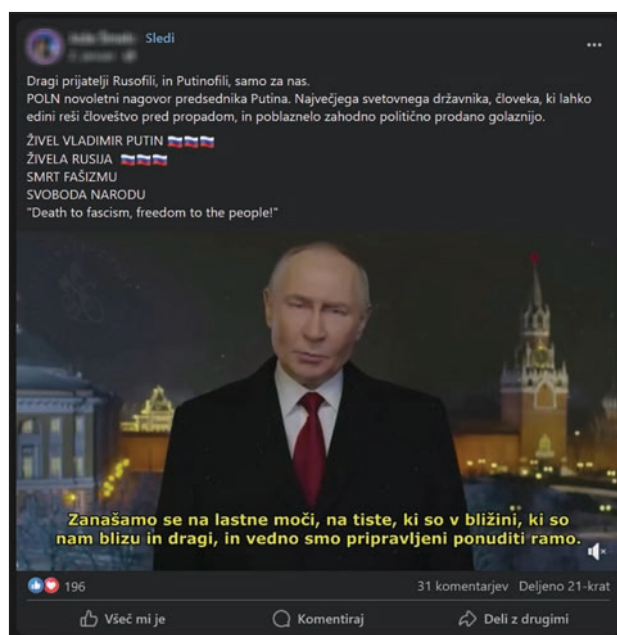 Sledi
Dragi prijatelji Rusofili, in Putinofili, samo za nas.
POLN novoletni nagovor predsednika Putina. Največjega svetovnega državnika, človeka, ki lahko
edini reši človeštvo pred propadom, in poblaznelo zahodno politično prodano golaznijo.
ŽIVEL VLADIMIR PUTIN 🇷🇺🇷🇺🇷🇺
ŽIVELA RUSIJA 🇷🇺🇷🇺🇷🇺
SMRT FAŠIZMU
SVOBODA NARODU
"Death to fascism, freedom to the people!"
Zanašamo se na lastne moči, na tiste, ki so v bližini, ki so
nam blizu in dragi, in vedno smo pripravljeni ponuditi ramo.
196 31 komentarjev Deljeno 21-krat
Všeč mi je Komentiraj Deli z drugimi